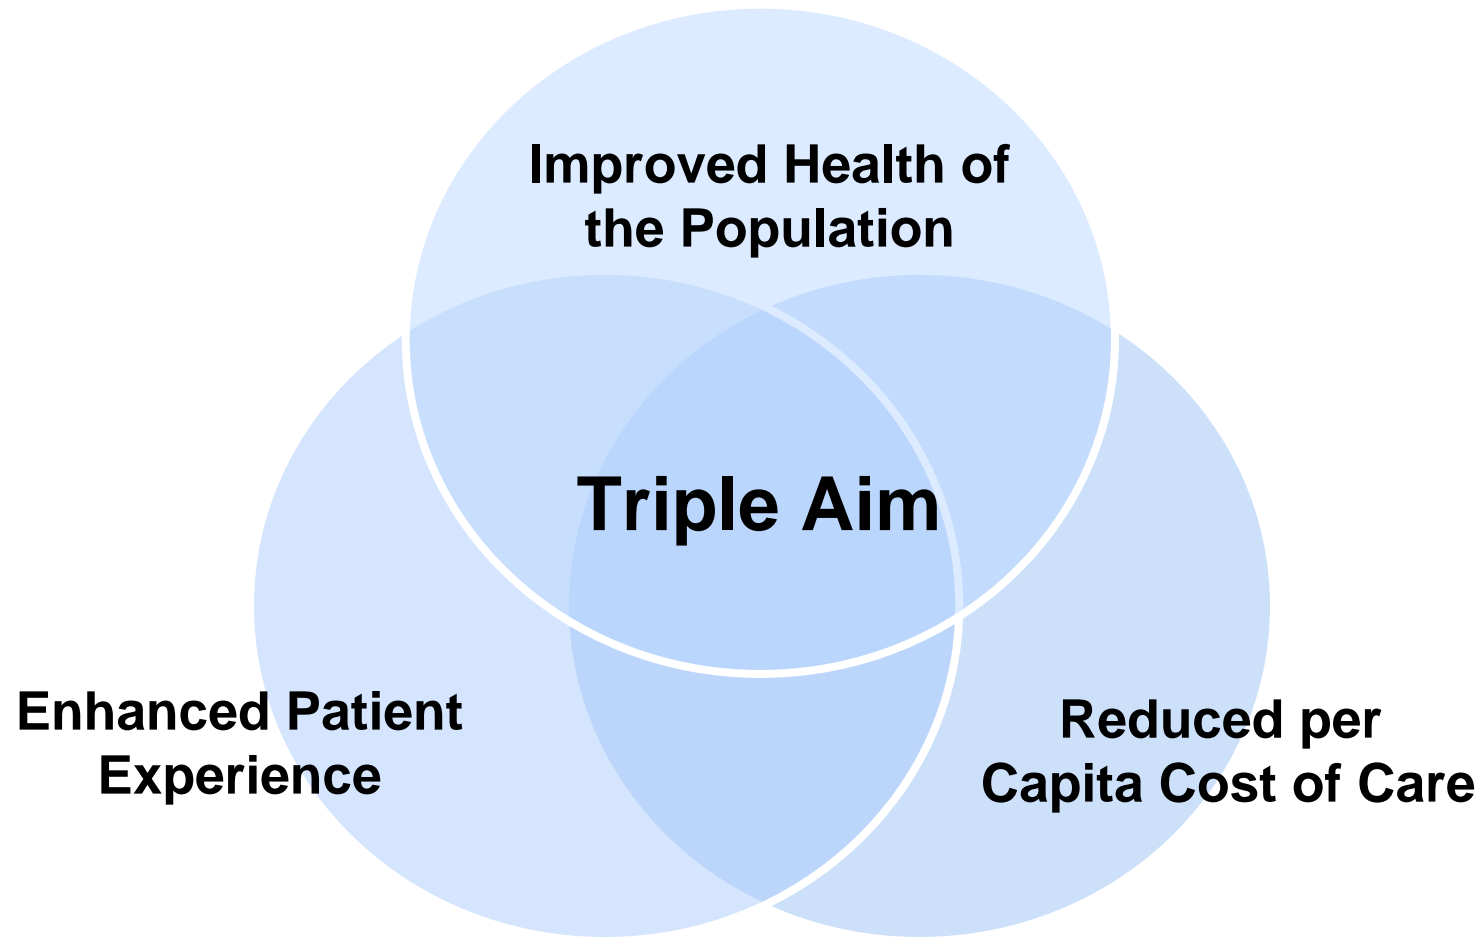 Improved Health of
the Population
Triple Aim
Enhanced Patient
Experience
Reduced per
Capita Cost of Care